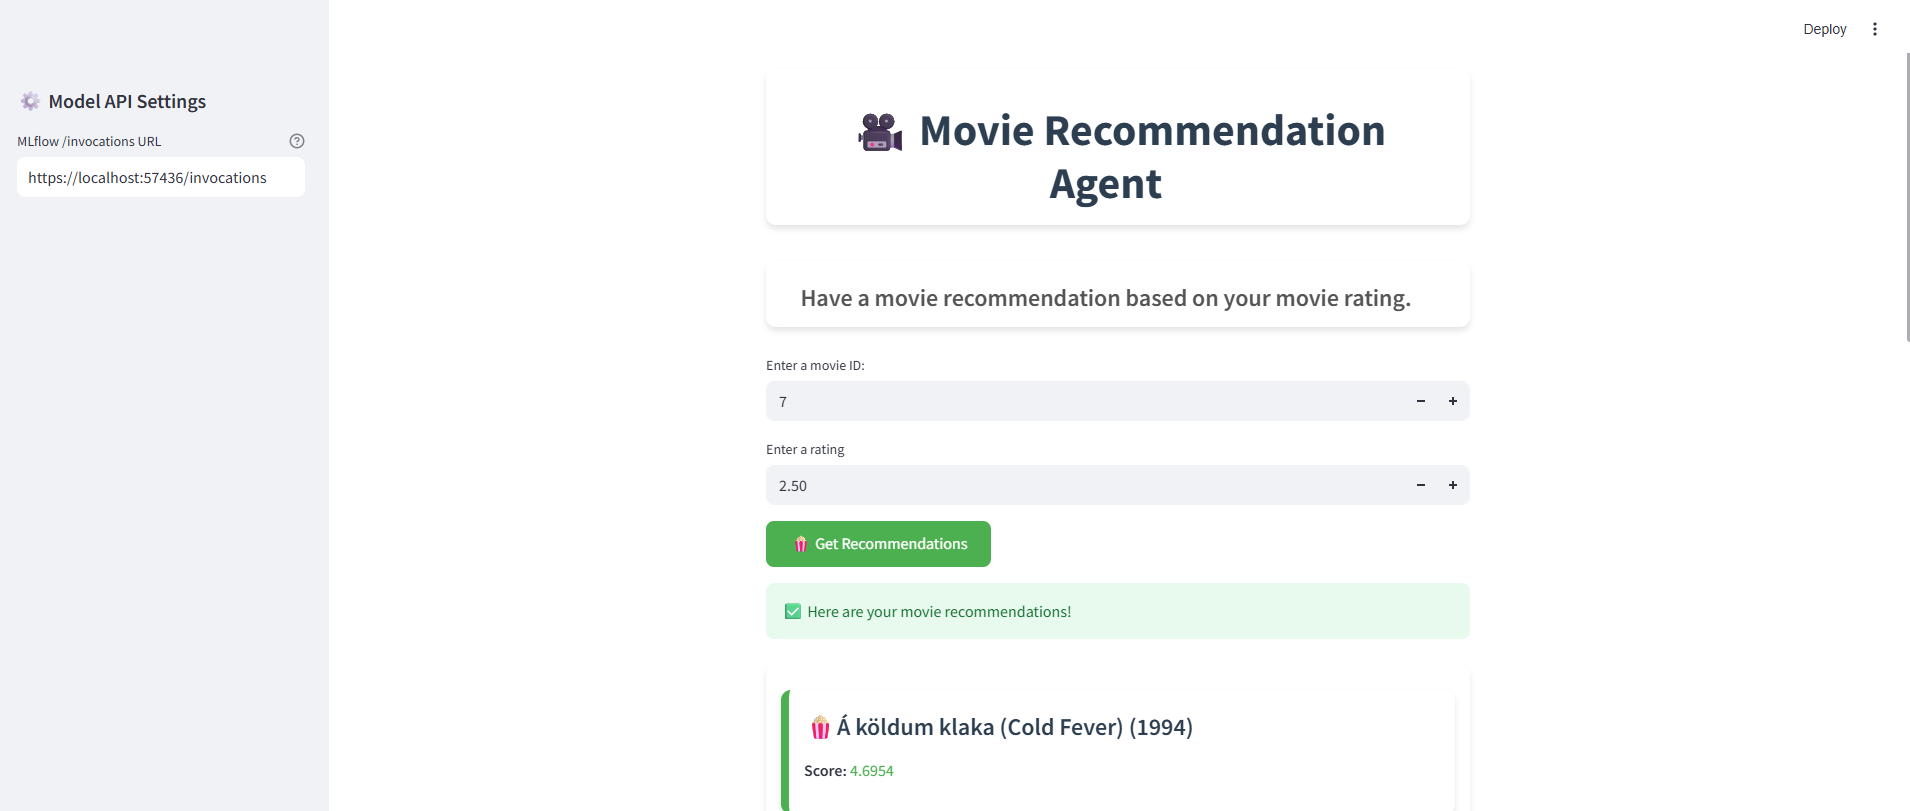 Deploy
Model API Settings
MLflow /invocations URL
https://localhost:57436/invocations
Movie Recommendation
Agent
Have a movie recommendation based on your movie rating.
Enter a movie ID:
7
Enter a rating
2.50
Get Recommendations
Here are your movie recommendations!
Á köldum klaka (Cold Fever) (1994)
Score: 4.6954